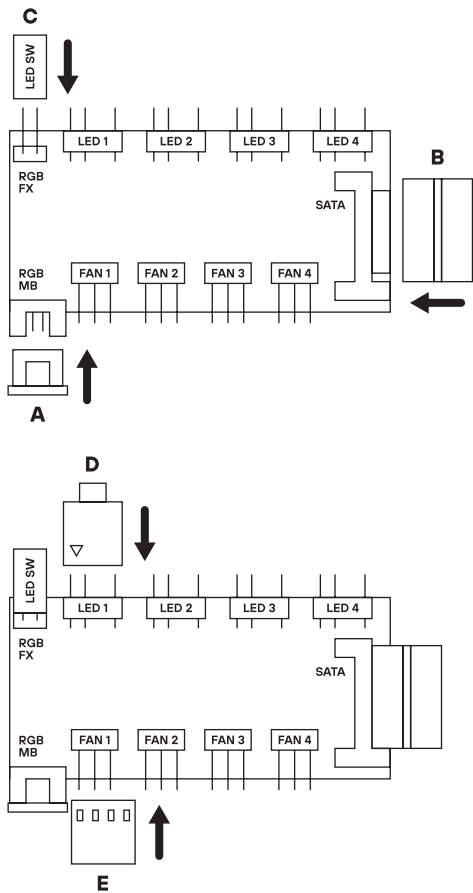 C
LED SW
LED 1 LED 2 LED 3 LED 4
B
RGB
FX
SATA
RGB
MB
FAN 1 FAN 2 FAN 3 FAN 4
A
D
LED SW
LED 1 LED 2 LED 3 LED 4
RGB
FX
SATA
RGB
MB
FAN 1 FAN 2 FAN 3 FAN 4
E